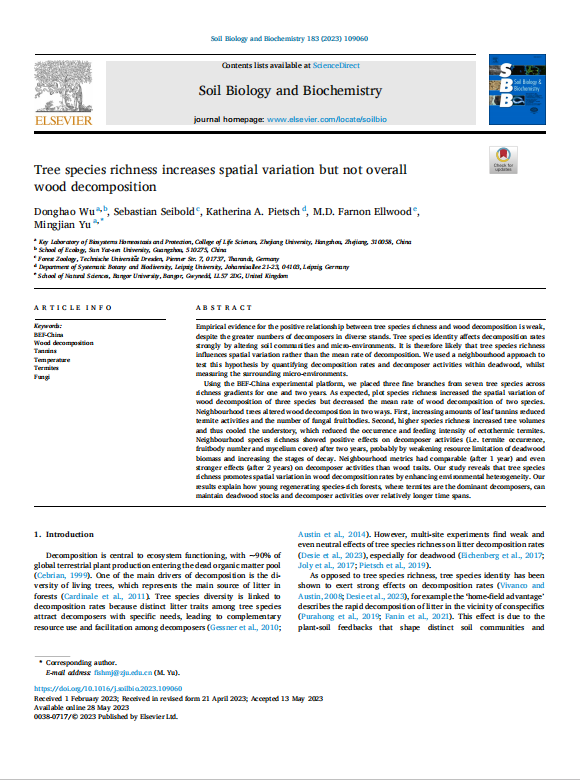 Soil Biology and Biochemistry 183 (2023) 109060
Contents lists available at ScienceDirect
Soil Biology and Biochemistry
journal homepage: www.elsevier.com/locate/soilbio
ELSEVIER
S
B
B
Soil Biology &
Biochemistry
Check for
updates
Tree species richness increases spatial variation but not overall
wood decomposition
Donghao Wu a,b, Sebastian Seibold c, Katherina A. Pietsch d, M.D. Farnon Ellwood e,
Mingjian Yu a,*
a Key Laboratory of Biosystems Homeostasis and Protection, College of Life Sciences, Zhejiang University, Hangzhou, Zhejiang, 310058, China
b School of Ecology, Sun Yat-sen University, Guangzhou, 510275, China
c Forest Zoology, Technische Universität Dresden, Pienner Str. 7, 01737, Tharandt, Germany
d Department of Systematic Botany and Biodiversity, Leipzig University, Johannisallee 21-23, 04103, Leipzig, Germany
e School of Natural Sciences, Bangor University, Bangor, Gwynedd, LL57 2DG, United Kingdom
ARTICLE INFO
Keywords:
BEF-China
Wood decomposition
Tannins
Temperature
Termites
Fungi
ABSTRACT
Empirical evidence for the positive relationship between tree species richness and wood decomposition is weak,
despite the greater numbers of decomposers in diverse stands. Tree species identity affects decomposition rates
strongly by altering soil communities and micro-environments. It is therefore likely that tree species richness
influences spatial variation rather than the mean rate of decomposition. We used a neighbourhood approach to
test this hypothesis by quantifying decomposition rates and decomposer activities within deadwood, whilst
measuring the surrounding micro-environments.
Using the BEF-China experimental platform, we placed three fine branches from seven tree species across
richness gradients for one and two years. As expected, plot species richness increased the spatial variation of
wood decomposition of three species but decreased the mean rate of wood decomposition of two species.
Neighbourhood trees altered wood decomposition in two ways. First, increasing amounts of leaf tannins reduced
termite activities and the number of fungal fruitbodies. Second, higher species richness increased tree volumes
and thus cooled the understory, which reduced the occurrence and feeding intensity of ectothermic termites.
Neighbourhood species richness showed positive effects on decomposer activities (i.e. termite occurrence,
fruitbody number and mycelium cover) after two years, probably by weakening resource limitation of deadwood
biomass and increasing the stages of decay. Neighbourhood metrics had comparable (after 1 year) and even
stronger effects (after 2 years) on decomposer activities than wood traits. Our study reveals that tree species
richness promotes spatial variation in wood decomposition rates by enhancing environmental heterogeneity. Our
results explain how young regenerating species-rich forests, where termites are the dominant decomposers, can
maintain deadwood stocks and decomposer activities over relatively longer time spans.
1. Introduction
Decomposition is central to ecosystem functioning, with ~90% of
global terrestrial plant production entering the dead organic matter pool
(Cebrian, 1999). One of the main drivers of decomposition is the di-
versity of living trees, which represents the main source of litter in
forests (Cardinale et al., 2011). Tree species diversity is linked to
decomposition rates because distinct litter traits among tree species
attract decomposers with specific needs, leading to complementary
resource use and facilitation among decomposers (Gessner et al., 2010;
Austin et al., 2014). However, multi-site experiments find weak and
even neutral effects of tree species richness on litter decomposition rates
(Desie et al., 2023), especially for deadwood (Eichenberg et al., 2017;
Joly et al., 2017; Pietsch et al., 2019).
As opposed to tree species richness, tree species identity has been
shown to exert strong effects on decomposition rates (Vivanco and
Austin, 2008; Desie et al., 2023), for example the 'home-field advantage'
describes the rapid decomposition of litter in the vicinity of conspecifics
(Purahong et al., 2019; Fanin et al., 2021). This effect is due to the
plant-soil feedbacks that shape distinct soil communities and
* Corresponding author.
E-mail address: fishmj@zju.edu.cn (M. Yu).
https://doi.org/10.1016/j.soilbio.2023.109060
Received 1 February 2023; Received in revised form 21 April 2023; Accepted 13 May 2023
Available online 28 May 2023
0038-0717/© 2023 Published by Elsevier Ltd.